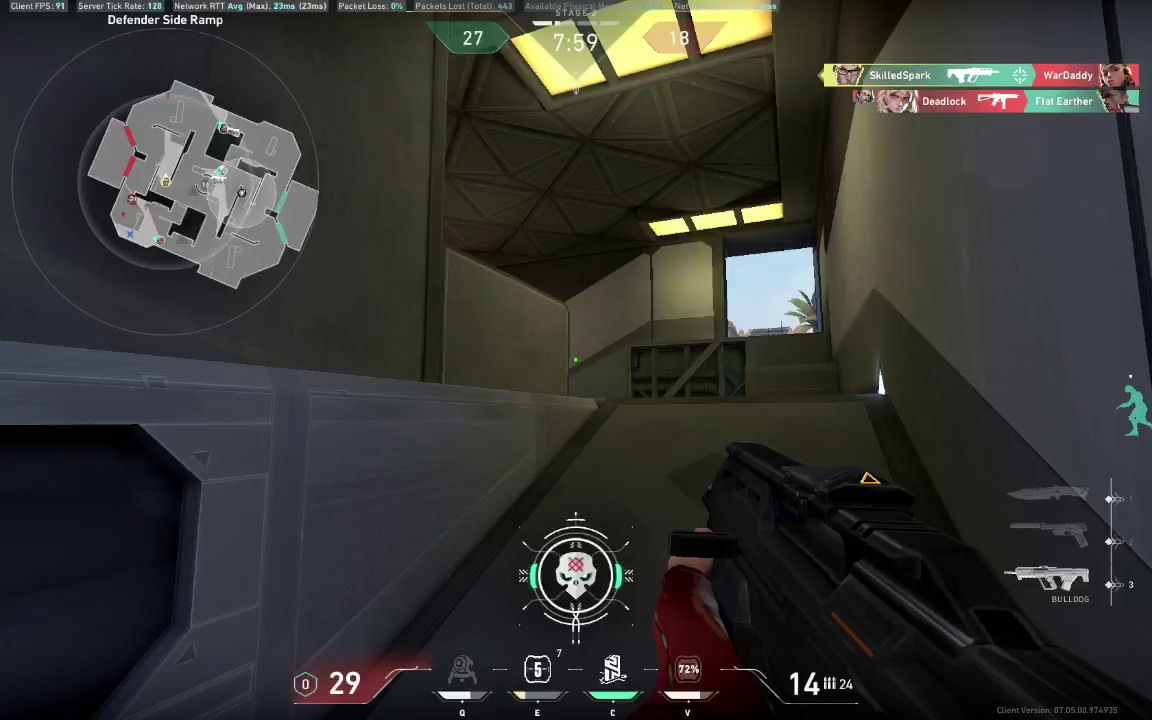 Client FPS: 91 Server Tick Rate: 128 Network RTT Avg (Max): 23ms (23ms) Packet Loss: 0% Packets Lost (Total): 443
Defender Side Ramp
STAGE 2
27 7:59 18
SkilledSpark WarDaddy
Deadlock Flat Earther
1
2
3
BULLDOG
7
5 72%
0 29 14 24
Q E C V
Client Version: 07.05.00.974935